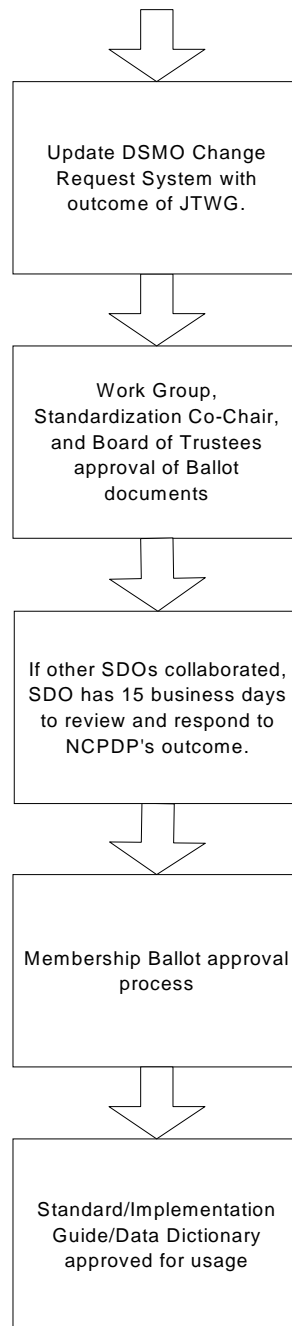 Update DSMO Change
Request System with
outcome of JTWG.
Work Group,
Standardization Co-Chair,
and Board of Trustees
approval of Ballot
documents
If other SDOs collaborated,
SDO has 15 business days
to review and respond to
NCPDP's outcome.
Membership Ballot approval
process
Standard/Implementation
Guide/Data Dictionary
approved for usage